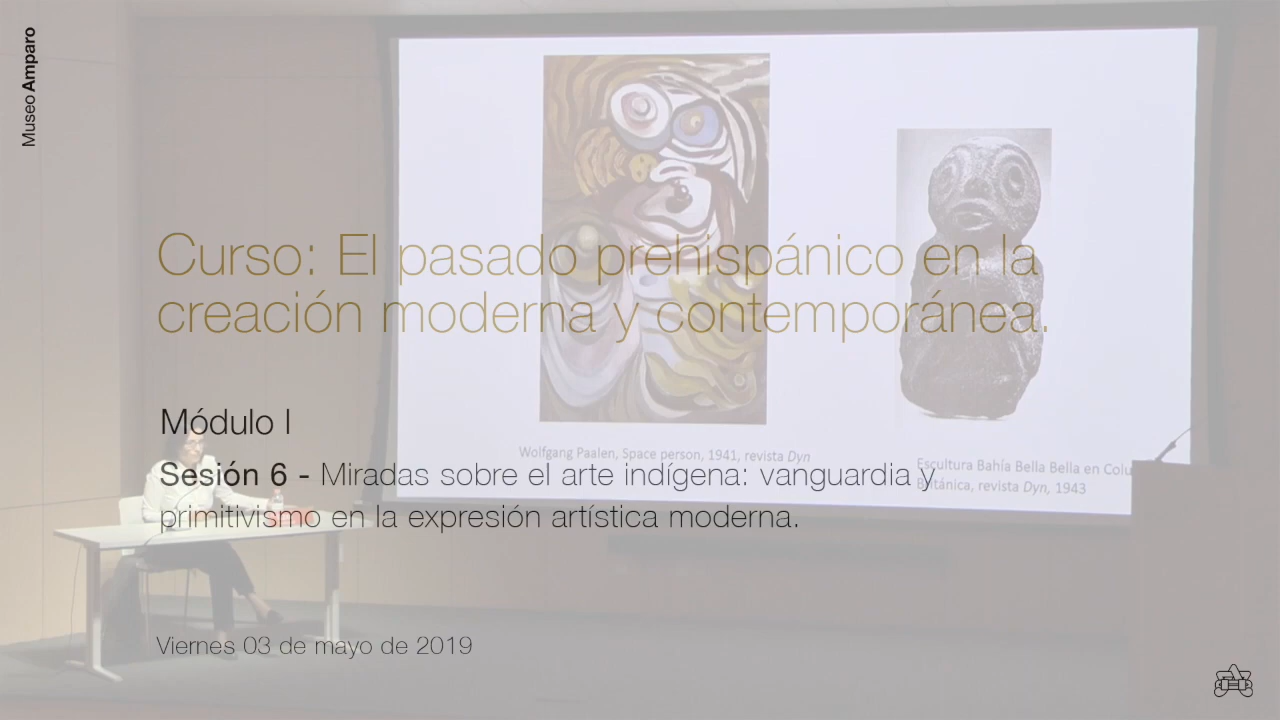 Museo Amparo
Curso: El pasado prehispánico en la
creación moderna y contemporánea.
Módulo I
Wolfgang Paalen, Space person, 1941, revista Dyn
Escultura Bahía Bella Bella en Colu
Británica, revista Dyn, 1943
Sesión 6 - Miradas sobre el arte indígena: vanguardia y
primitivismo en la expresión artística moderna.
Viernes 03 de mayo de 2019